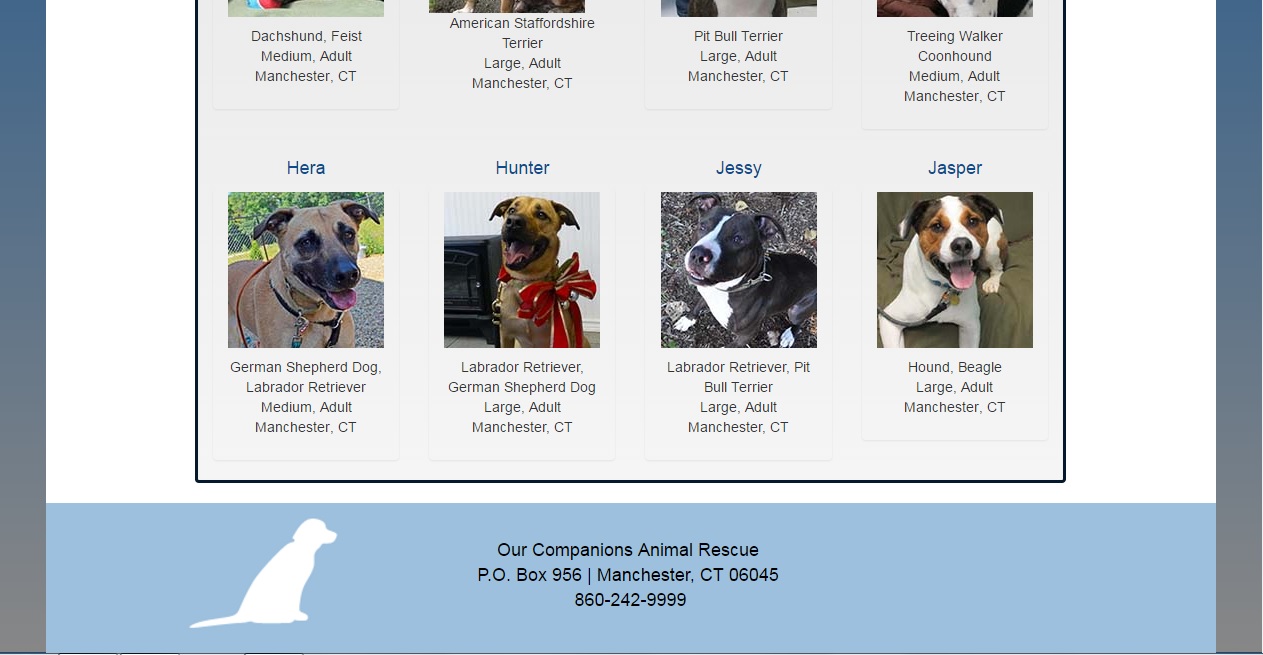 Dachshund, Feist
Medium, Adult
Manchester, CT
American Staffordshire
Terrier
Large, Adult
Manchester, CT
Pit Bull Terrier
Large, Adult
Manchester, CT
Treeing Walker
Coonhound
Medium, Adult
Manchester, CT
Hera
German Shepherd Dog,
Labrador Retriever
Medium, Adult
Manchester, CT
Hunter
Labrador Retriever,
German Shepherd Dog
Large, Adult
Manchester, CT
Jessy
Labrador Retriever, Pit
Bull Terrier
Large, Adult
Manchester, CT
Jasper
Hound, Beagle
Large, Adult
Manchester, CT
Our Companions Animal Rescue
P.O. Box 956 | Manchester, CT 06045
860-242-9999